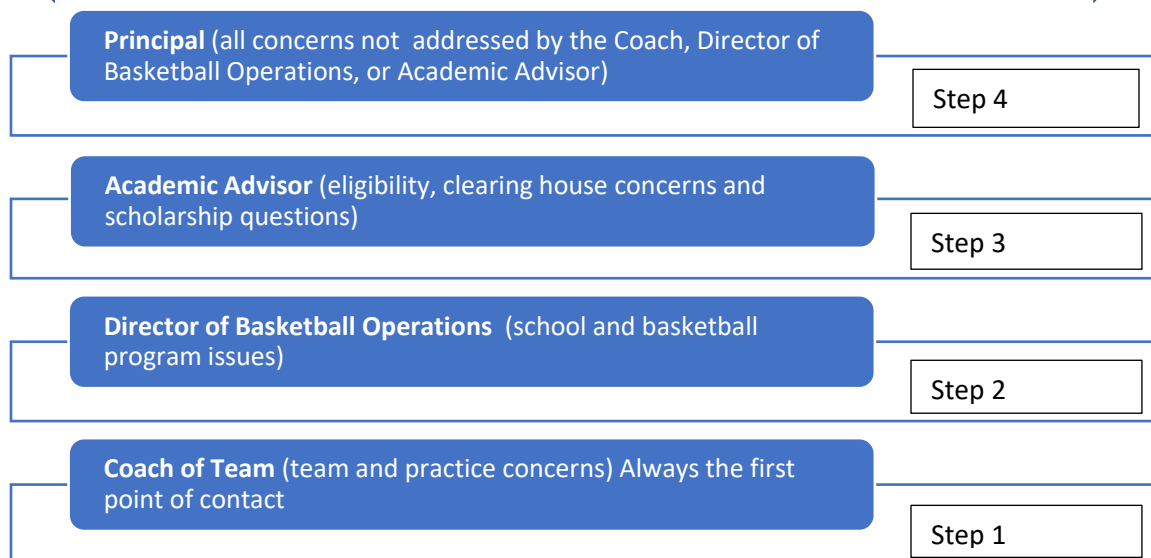 Principal (all concerns not addressed by the Coach, Director of
Basketball Operations, or Academic Advisor)
Step 4
Academic Advisor (eligibility, clearing house concerns and
scholarship questions)
Step 3
Director of Basketball Operations (school and basketball
program issues)
Step 2
Coach of Team (team and practice concerns) Always the first
point of contact
Step 1